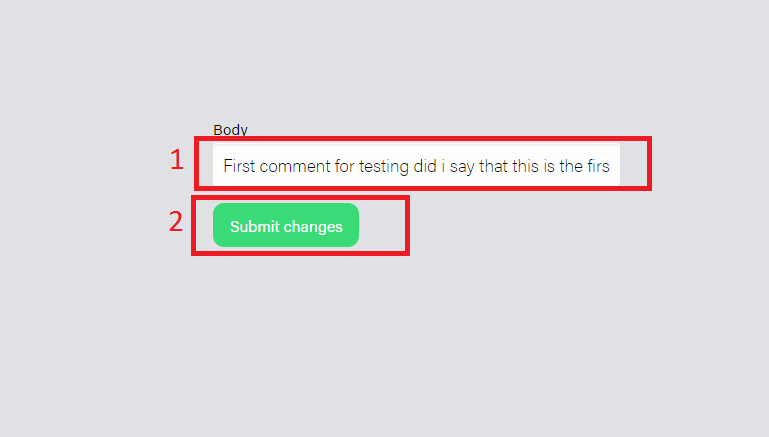 Body
1
First comment for testing did i say that this is the firs
2
Submit changes